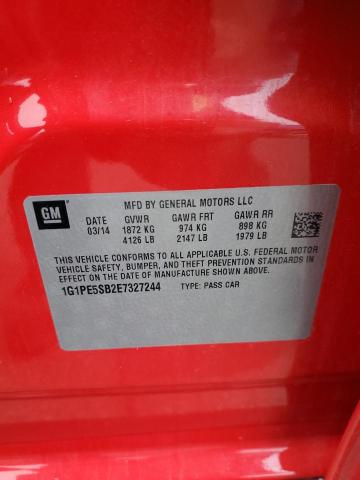 GM
MFD BY GENERAL MOTORS LLC
DATE GVWR GAWR FRT GAWR RR
03/14 1872 KG 974 KG 898 KG
4126 LB 2147 LB 1979 LB
THIS VEHICLE CONFORMS TO ALL APPLICABLE U.S. FEDERAL MOTOR
VEHICLE SAFETY, BUMPER, AND THEFT PREVENTION STANDARDS IN
EFFECT ON THE DATE OF MANUFACTURE SHOWN ABOVE.
1G1PE5SB2E7327244 TYPE: PASS CAR